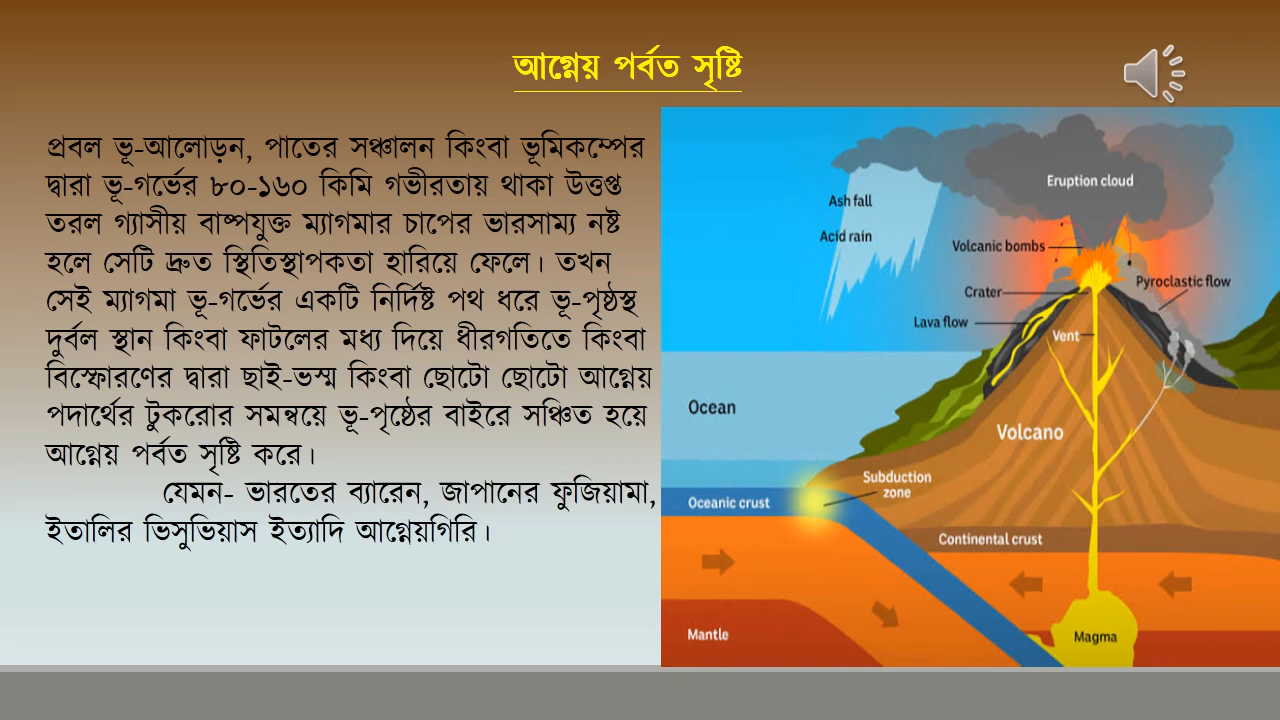 আগ্নেয় পর্বত সৃষ্টি
প্রবল ভূ-আলোড়ন, পাতের সঞ্চালন কিংবা ভূমিকম্পের
দ্বারা ভূ-গর্ভের ৮০-১৬০ কিমি গভীরতায় থাকা উত্তপ্ত
তরল গ্যাসীয় বাষ্পযুক্ত ম্যাগমার চাপের ভারসাম্য নষ্ট
হলে সেটি দ্রুত স্থিতিস্থাপকতা হারিয়ে ফেলে। তখন
সেই ম্যাগমা ভূ-গর্ভের একটি নির্দিষ্ট পথ ধরে ভূ-পৃষ্ঠস্থ
দুর্বল স্থান কিংবা ফাটলের মধ্য দিয়ে ধীরগতিতে কিংবা
বিস্ফোরণের দ্বারা ছাই-ভস্ম কিংবা ছোটো ছোটো আগ্নেয়
পদার্থের টুকরোর সমন্বয়ে ভূ-পৃষ্ঠের বাইরে সঞ্চিত হয়ে
আগ্নেয় পর্বত সৃষ্টি করে।
যেমন- ভারতের ব্যারেন, জাপানের ফুজিয়ামা,
ইতালির ভিসুভিয়াস ইত্যাদি আগ্নেয়গিরি।
Eruption cloud
Ash fall
Acid rain
Volcanic bombs
Pyroclastic flow
Crater
Lava flow
Vent
Ocean
Volcano
Subduction
zone
Oceanic crust
Continental crust
Mantle
Magma